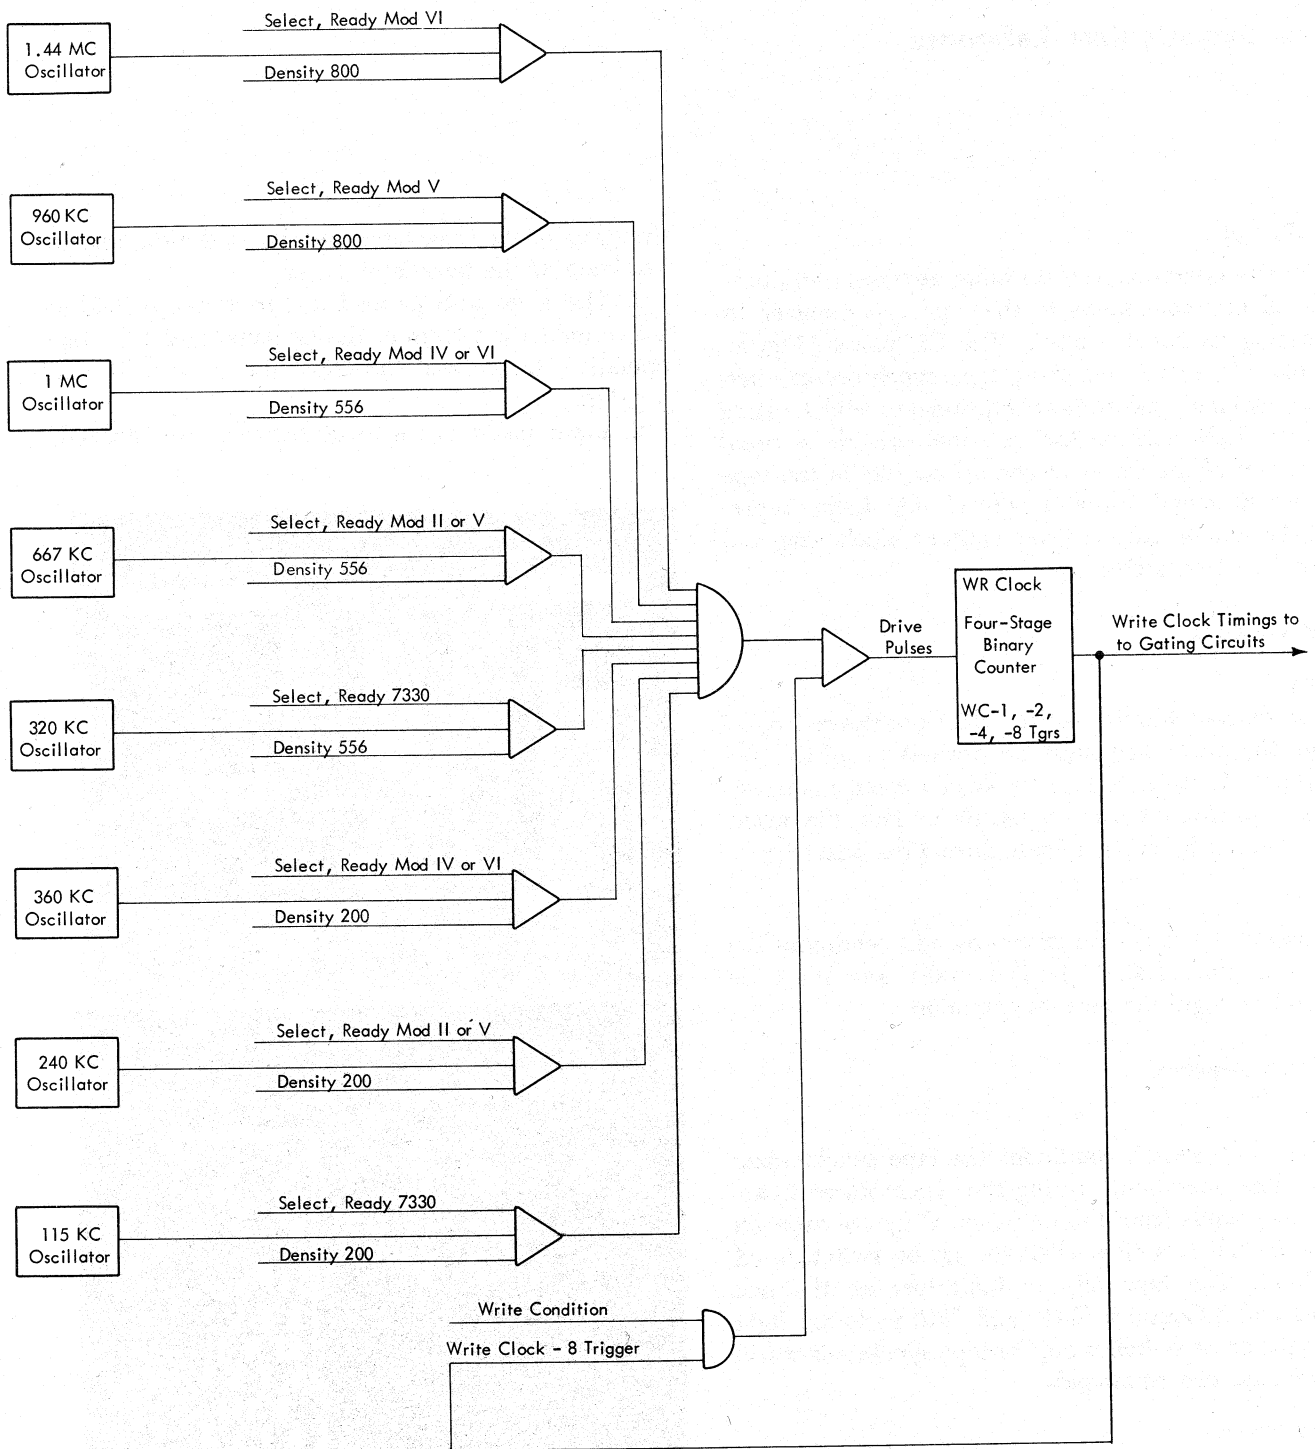 1.44 MC
Oscillator
Select, Ready Mod VI
Density 800
960 KC
Oscillator
Select, Ready Mod V
Density 800
1 MC
Oscillator
Select, Ready Mod IV or VI
Density 556
667 KC
Oscillator
Select, Ready Mod II or V
Density 556
320 KC
Oscillator
Select, Ready 7330
Density 556
360 KC
Oscillator
Select, Ready Mod IV or VI
Density 200
240 KC
Oscillator
Select, Ready Mod II or V
Density 200
115 KC
Oscillator
Select, Ready 7330
Density 200
Write Condition
Write Clock - 8 Trigger
Drive
Pulses
WR Clock
Four-Stage
Binary
Counter
WC-1, -2,
-4, -8 Tgrs
Write Clock Timings to
to Gating Circuits